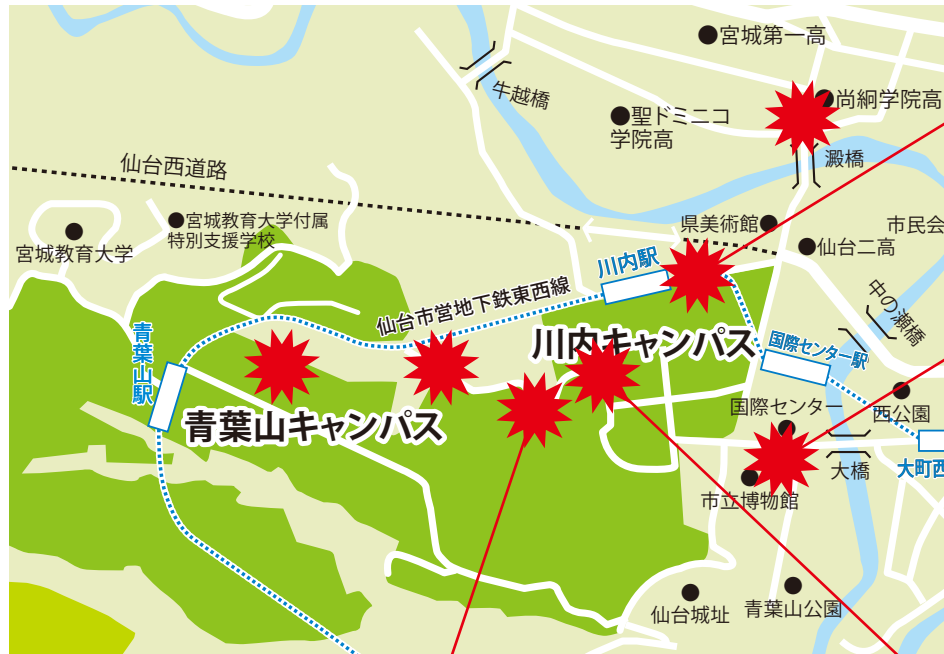 ●宮城第一高
牛越橋
●尚絅学院高
●聖ドミニコ
学院高
澱橋
仙台西道路
●宮城教育大学付属
特別支援学校
宮城教育大学
県美術館●
市民会
●仙台二高
川内駅
中の瀬橋
仙台市営地下鉄東西線
青葉山駅
川内キャンパス
国際センター駅
国際センター
西公園
青葉山キャンパス
大町西
大橋
市立博物館
仙台城址
青葉山公園